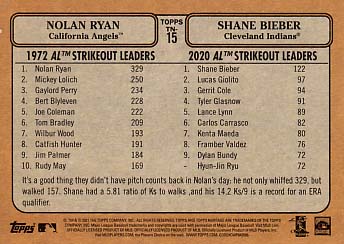 NOLAN RYAN
California Angels™
TOPPS
TN-
15
SHANE BIEBER
Cleveland Indians®
1972 AL™ STRIKEOUT LEADERS
1. Nolan Ryan 329
2. Mickey Lolich 250
3. Gaylord Perry 234
4. Bert Blyleven 228
5. Joe Coleman 222
6. Tom Bradley 209
7. Wilbur Wood 193
8. Catfish Hunter 191
9. Jim Palmer 184
10. Rudy May 169
2020 AL™ STRIKEOUT LEADERS
1. Shane Bieber 122
2. Lucas Giolito 97
3. Gerrit Cole 94
4. Tyler Glasnow 91
5. Lance Lynn 89
6. Carlos Carrasco 82
7. Kenta Maeda 80
8. Framber Valdez 76
9. Dylan Bundy 72
- Hyun-Jin Ryu 72
It's a good thing they didn't have pitch counts back in Nolan's day- he not only whiffed 329, but
walked 157. Shane had a 5.81 ratio of Ks to walks ,and his 14.2 Ks/9 is a record for an ERA
qualifier.
Topps